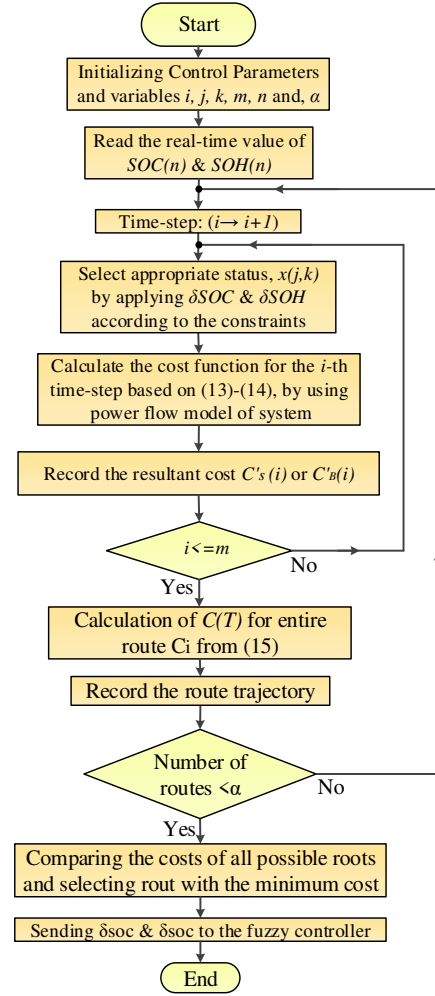 Start
Initializing Control Parameters
and variables i, j, k, m, n and, α
Read the real-time value of
SOC(n) & SOH(n)
Time-step: (i→ i+1)
Select appropriate status, x(j,k)
by applying δSOC & δSOH
according to the constraints
Calculate the cost function for the i-th
time-step based on (13)-(14), by using
power flow model of system
Record the resultant cost C's (i) or C'B(i)
i<=m
No
Yes
Calculation of C(T) for entire
route Ci from (15)
Record the route trajectory
Number of
routes <α
No
Yes
Comparing the costs of all possible roots
and selecting rout with the minimum cost
Sending δsoc & δsoc to the fuzzy controller
End